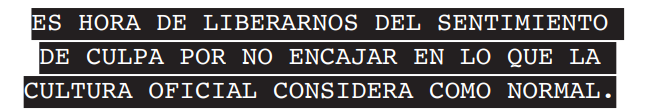 ES HORA DE LIBERARNOS DEL SENTIMIENTO
DE CULPA POR NO ENCAJAR EN LO QUE LA
CULTURA OFICIAL CONSIDERA COMO NORMAL.